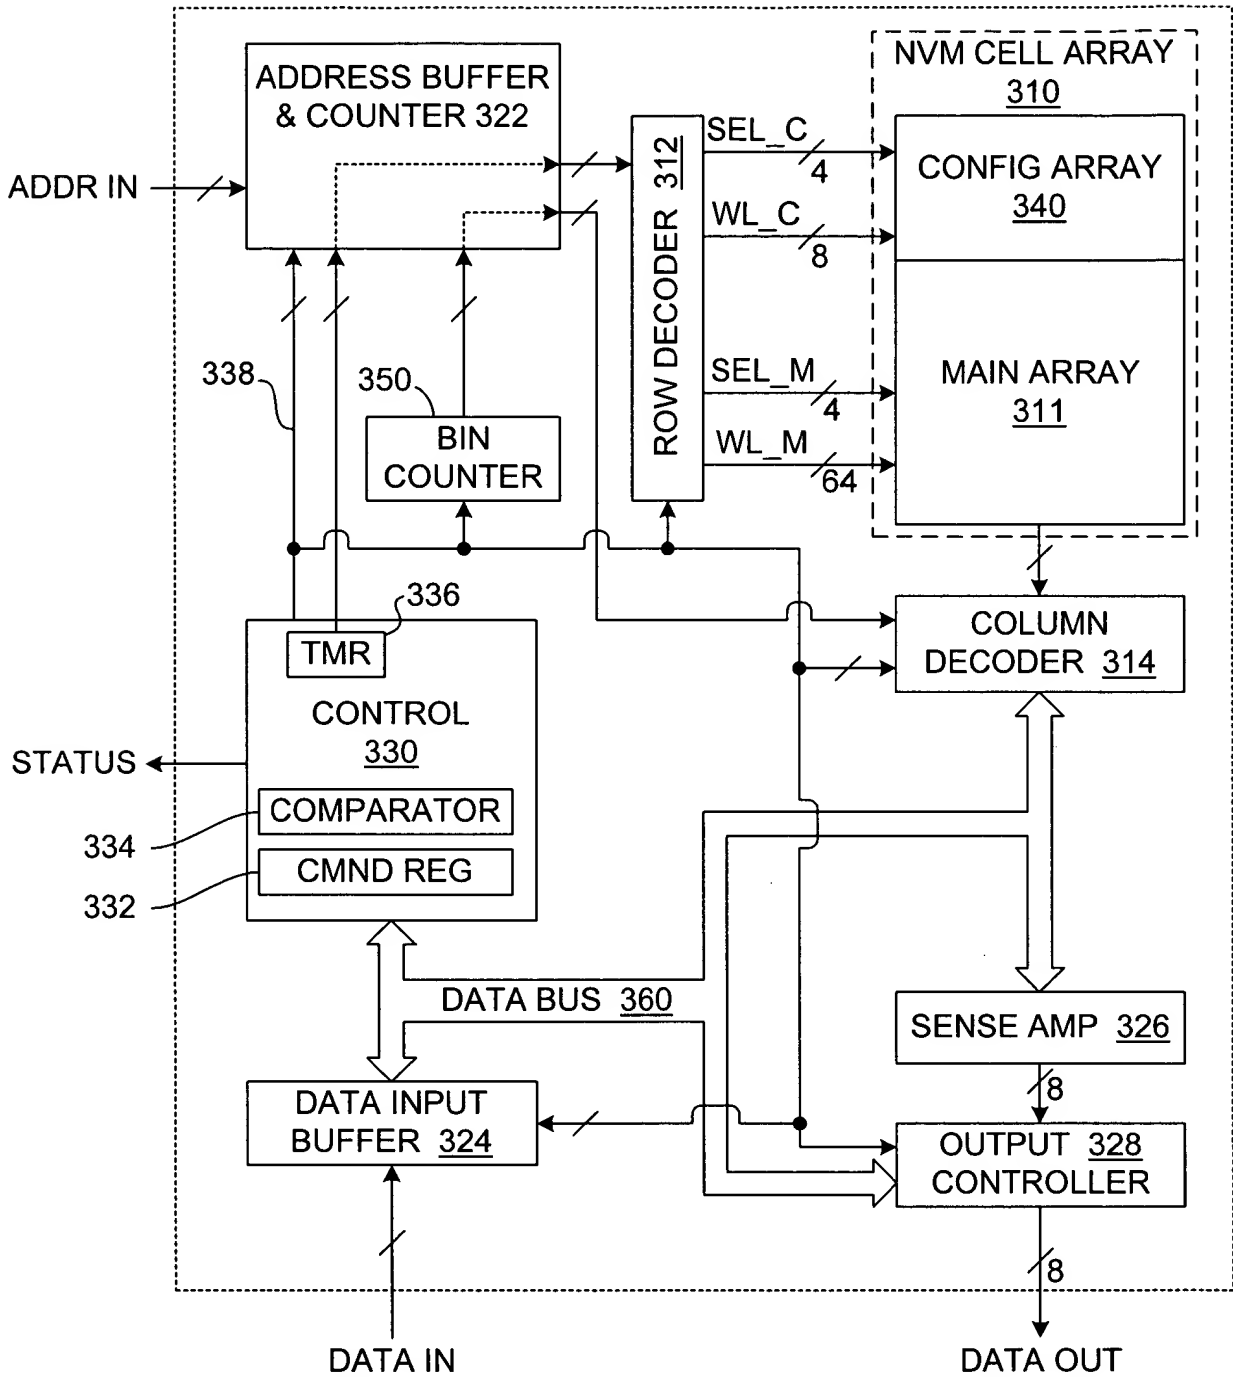 ADDRESS BUFFER
& COUNTER 322
ADDR IN
ROW DECODER 312
SEL_C
4
WL_C
8
SEL_M
4
WL_M
64
NVM CELL ARRAY
310
CONFIG ARRAY
340
MAIN ARRAY
311
338
350
BIN
COUNTER
336
TMR
CONTROL
330
STATUS
COMPARATOR
334
CMND REG
332
COLUMN
DECODER 314
DATA BUS 360
SENSE AMP 326
8
DATA INPUT
BUFFER 324
OUTPUT 328
CONTROLLER
8
DATA IN
DATA OUT